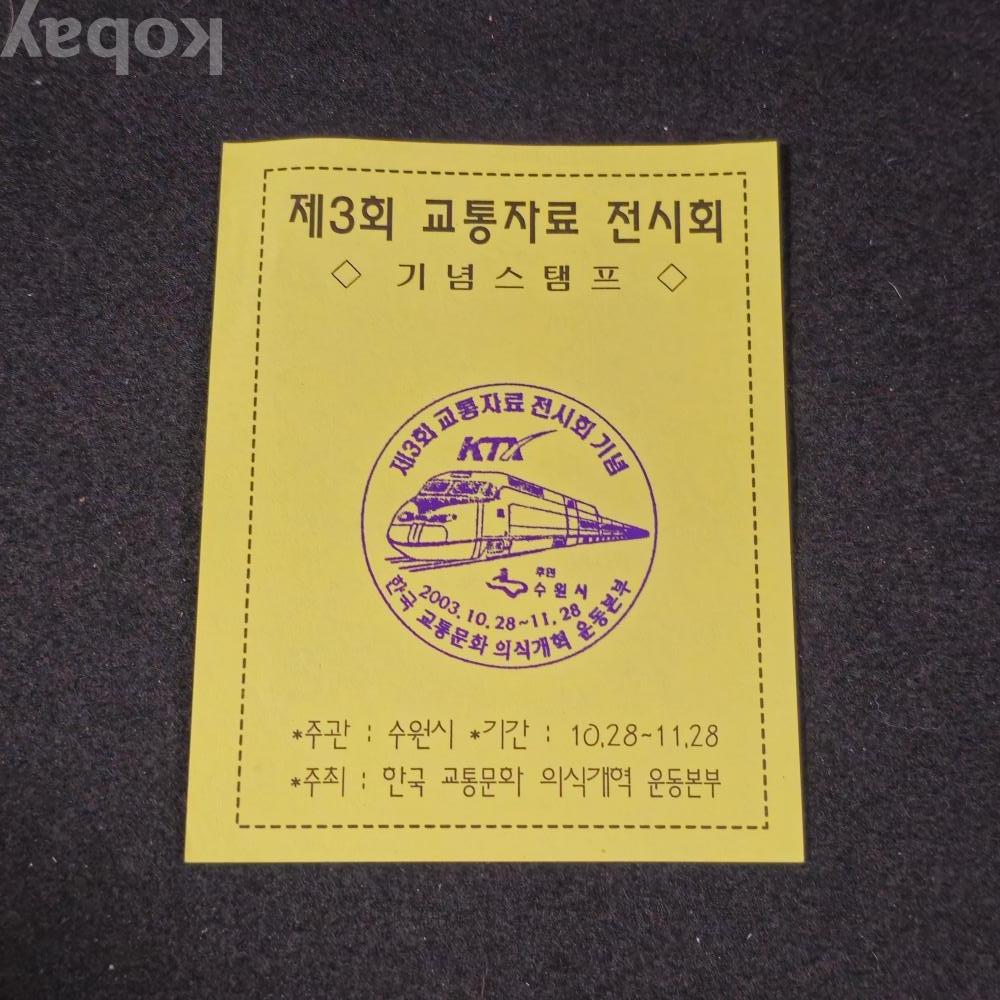 kobay
제3회 교통자료 전시회
◇ 기념스탬프 ◇
제3회 교통자료 전시회 기념
KTX
후원
수원시
2003.10.28~11.28
한국 교통문화 의식개혁 운동본부
*주관 : 수원시 *기간 : 10.28~11.28
*주최 : 한국 교통문화 의식개혁 운동본부